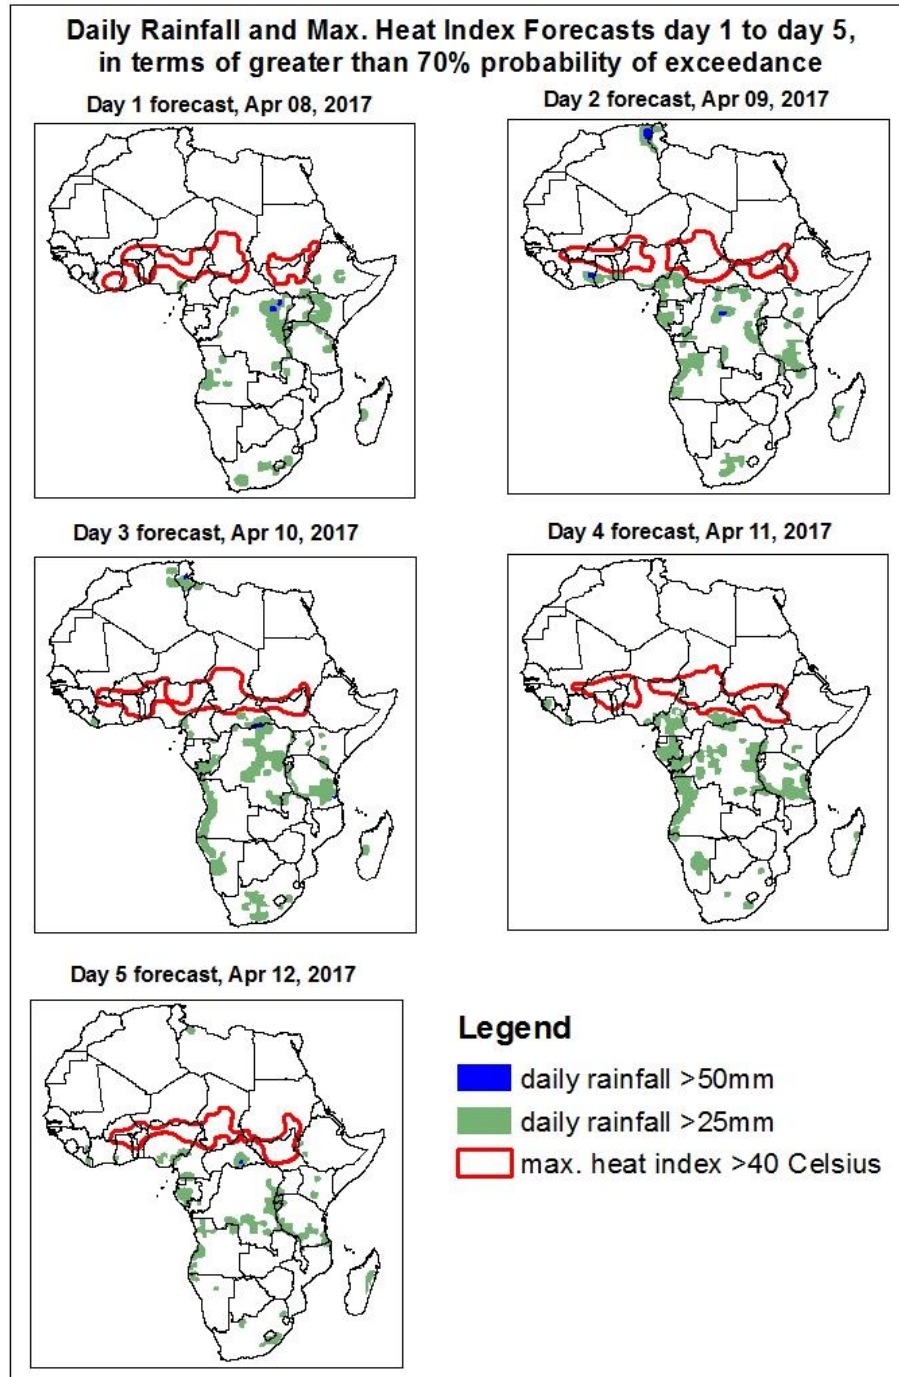 Daily Rainfall and Max. Heat Index Forecasts day 1 to day 5,
in terms of greater than 70% probability of exceedance
Day 1 forecast, Apr 08, 2017
Day 2 forecast, Apr 09, 2017
Day 3 forecast, Apr 10, 2017
Day 4 forecast, Apr 11, 2017
Day 5 forecast, Apr 12, 2017
Legend
daily rainfall >50mm
daily rainfall >25mm
max. heat index >40 Celsius